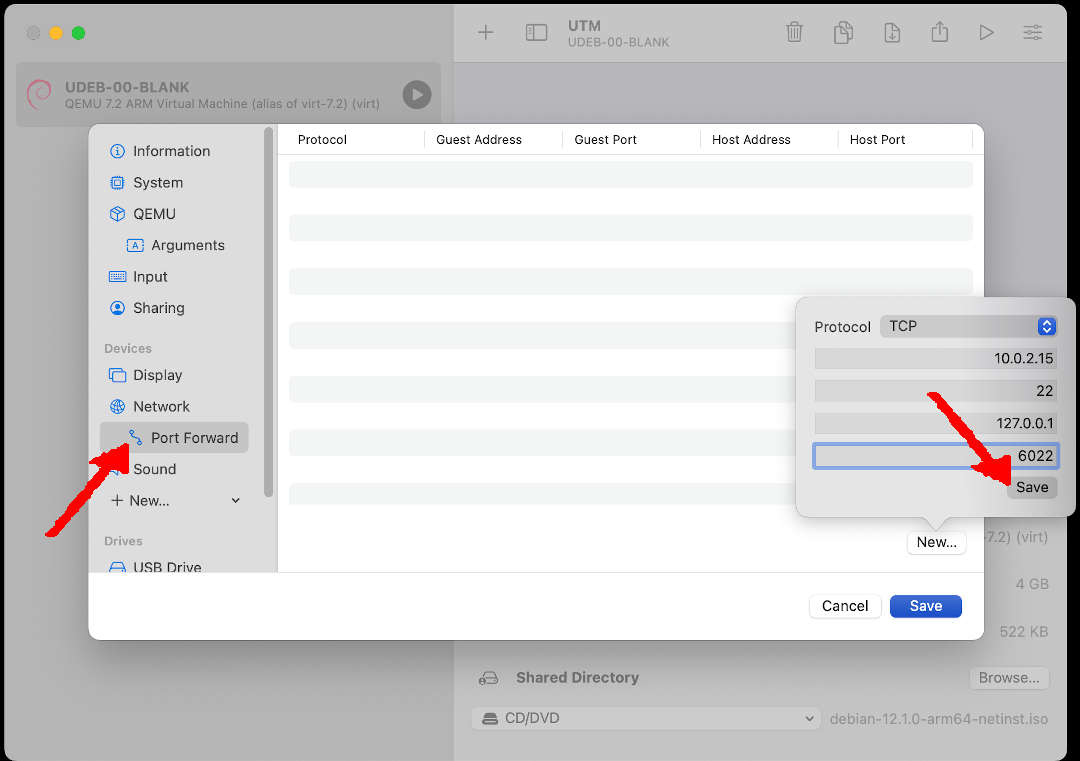 UTM
UDEB-00-BLANK
UDEB-00-BLANK
QEMU 7.2 ARM Virtual Machine (alias of virt-7.2) (virt)
Information
System
QEMU
A Arguments
Input
Sharing
Devices
Display
Network
Port Forward
Sound
New...
Drives
USB Drive
Protocol Guest Address Guest Port Host Address Host Port
Protocol TCP
10.0.2.15
22
127.0.0.1
6022
Save
New...
-7.2) (virt)
Cancel Save
4 GB
522 KB
Shared Directory Browse...
CD/DVD debian-12.1.0-arm64-netinst.iso